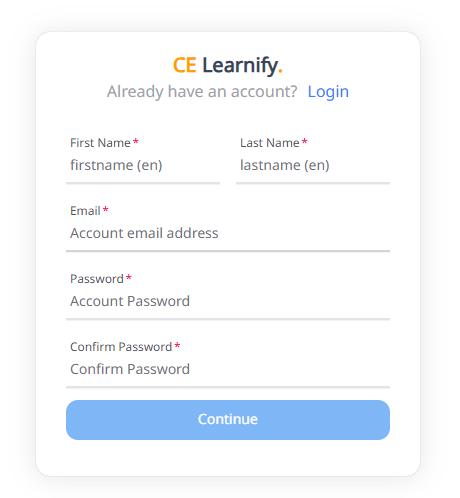 CE Learnify.
Already have an account? Login
First Name* Last Name*
firstname (en) lastname (en)
Email*
Account email address
Password*
Account Password
Confirm Password*
Confirm Password
Continue